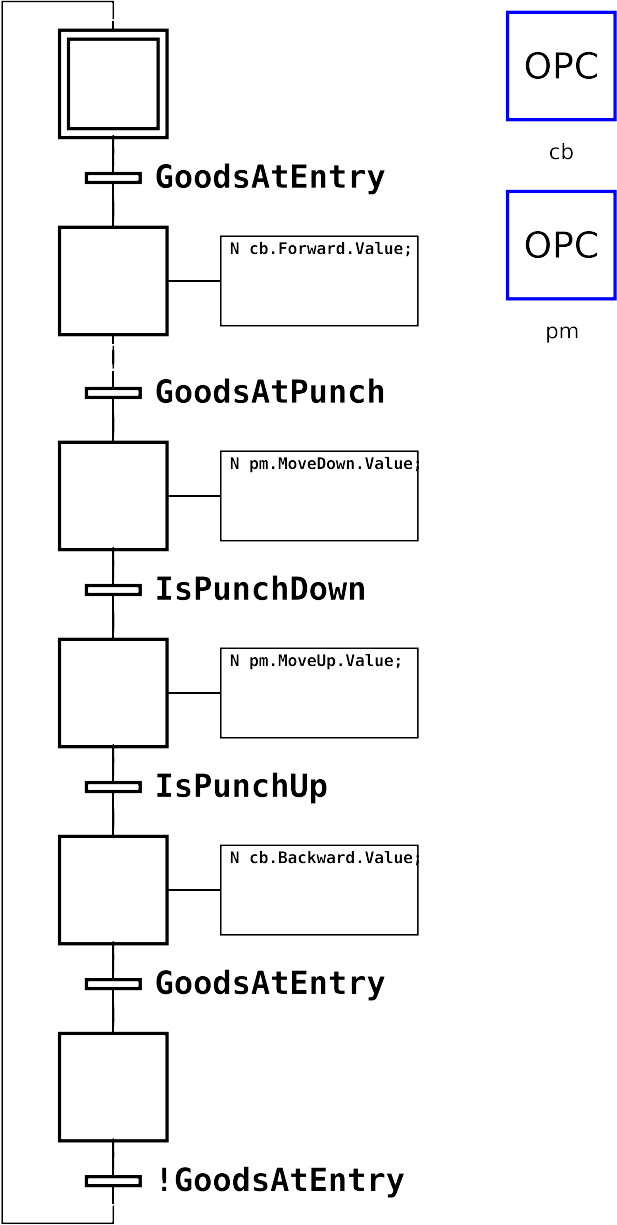 OPC
cb
GoodsAtEntry
OPC
N cb.Forward.Value;
pm
GoodsAtPunch
N pm.MoveDown.Value;
IsPunchDown
N pm.MoveUp.Value;
IsPunchUp
N cb.Backward.Value;
GoodsAtEntry
!GoodsAtEntry